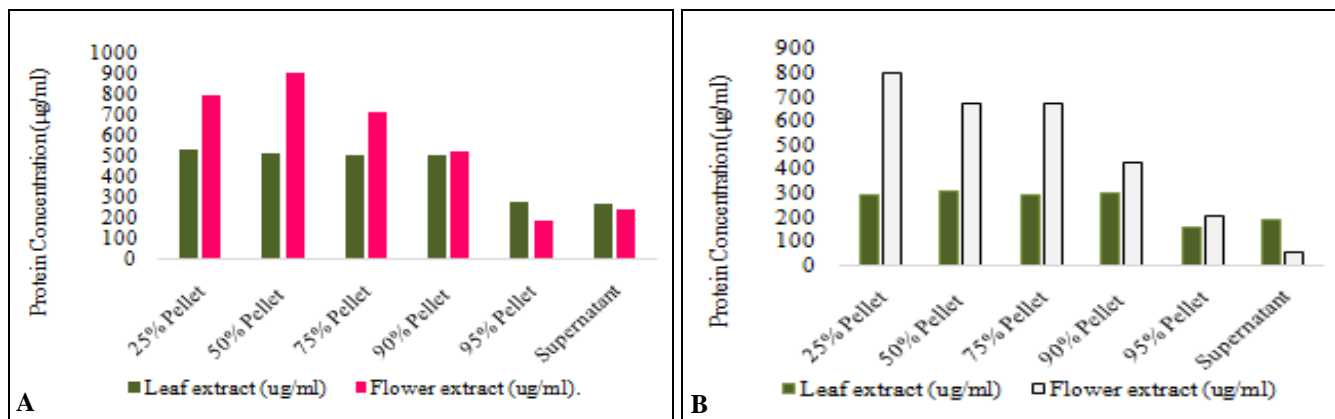 Protein Concentration(µg/ml)
1000
900
800
700
600
500
400
300
200
100
0
25% Pellet
50% Pellet
75% Pellet
90% Pellet
95% Pellet
Supernatant
Leaf extract (ug/ml) Flower extract (ug/ml).
A
Protein Concentration(µg/ml)
900
800
700
600
500
400
300
200
100
0
25% Pellet
50% Pellet
75% Pellet
90% Pellet
95% Pellet
Supernatant
Leaf extract (ug/ml) Flower extract (ug/ml)
B